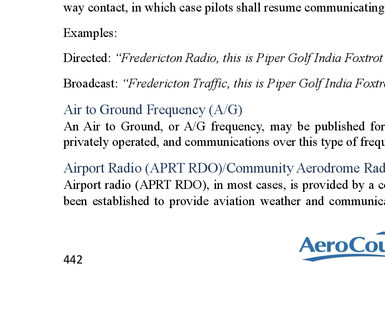 way contact, in which case pilots shall resume communicating
Examples:
Directed: “Fredericton Radio, this is Piper Golf India Foxtrot
Broadcast: “Fredericton Traffic, this is Piper Golf India Foxtro
Air to Ground Frequency (A/G)
An Air to Ground, or A/G frequency, may be published for
privately operated, and communications over this type of frequ
Airport Radio (APRT RDO)/Community Aerodrome Rad
Airport radio (APRT RDO), in most cases, is provided by a co
been established to provide aviation weather and communica
AeroCou
442